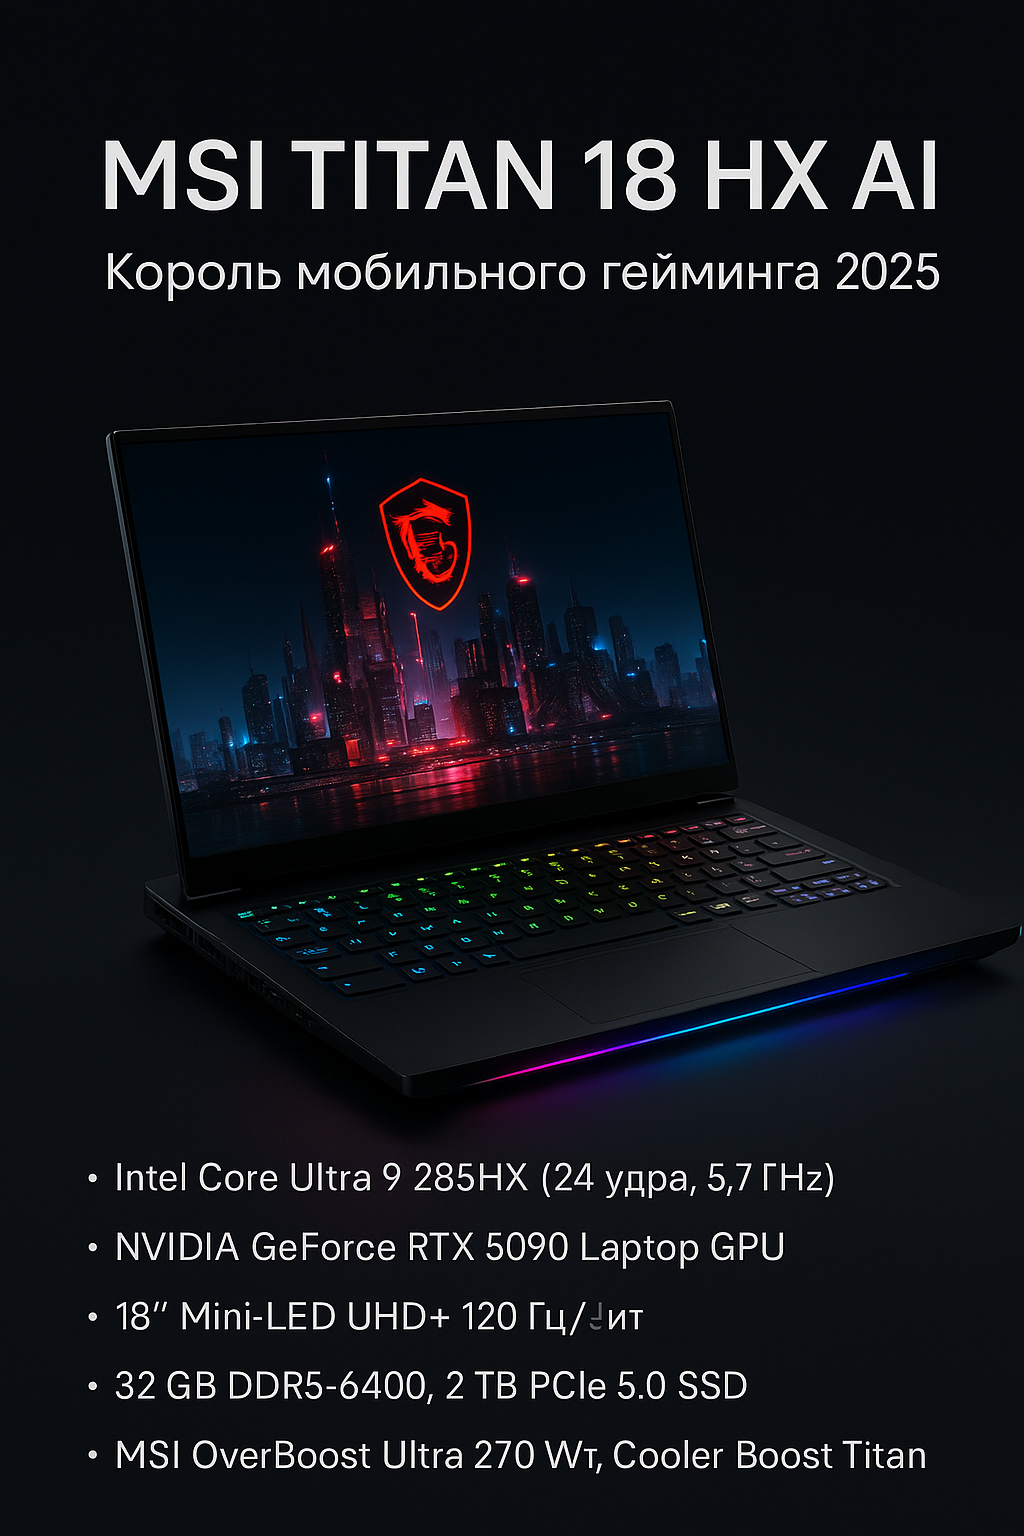 MSI TITAN 18 HX AI
Король мобильного гейминга 2025
• Intel Core Ultra 9 285HX (24 удра, 5,7 ГHz)
• NVIDIA GeForce RTX 5090 Laptop GPU
• 18″ Mini-LED UHD+ 120 Гц/
• 32 GB DDR5-6400, 2 TB PCIe 5.0 SSD
• MSI OverBoost Ultra 270 Wт, Cooler Boost Titan